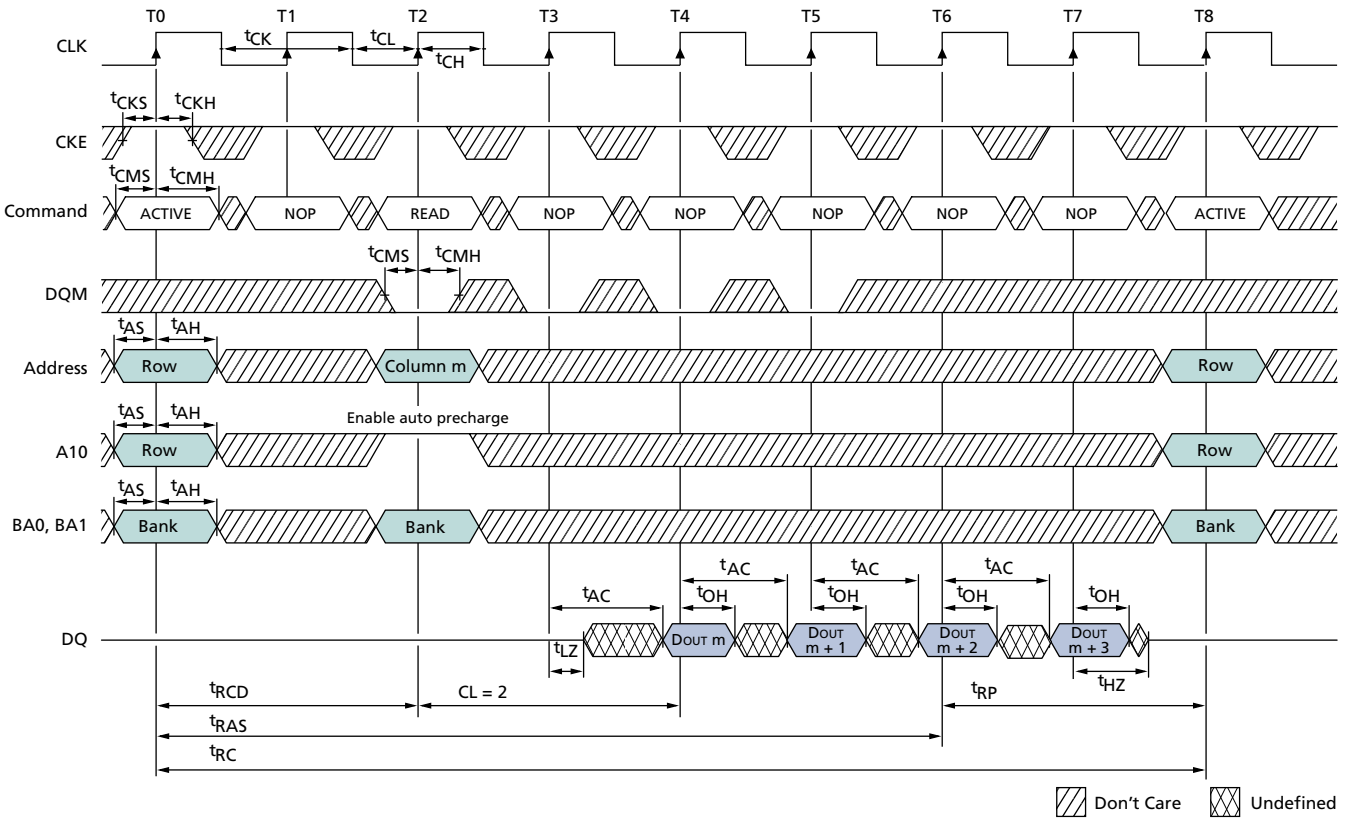 T0 T1 T2 T3 T4 T5 T6 T7 T8
CLK
tCK tCL
tCH
tCKS tCKH
CKE
tCMS tCMH
Command ACTIVE NOP READ NOP NOP NOP NOP NOP ACTIVE
tCMS tCMH
DQM
tAS tAH
Address Row Column m Row
tAS tAH Enable auto precharge
A10 Row Row
tAS tAH
BA0, BA1 Bank Bank Bank
tAC tAC tAC
tAC tOH tOH tOH tOH
DQ DOUT m DOUT m + 1 DOUT m + 2 DOUT m + 3
tLZ tHZ
tRCD CL = 2 tRP
tRAS
tRC
Don't Care Undefined